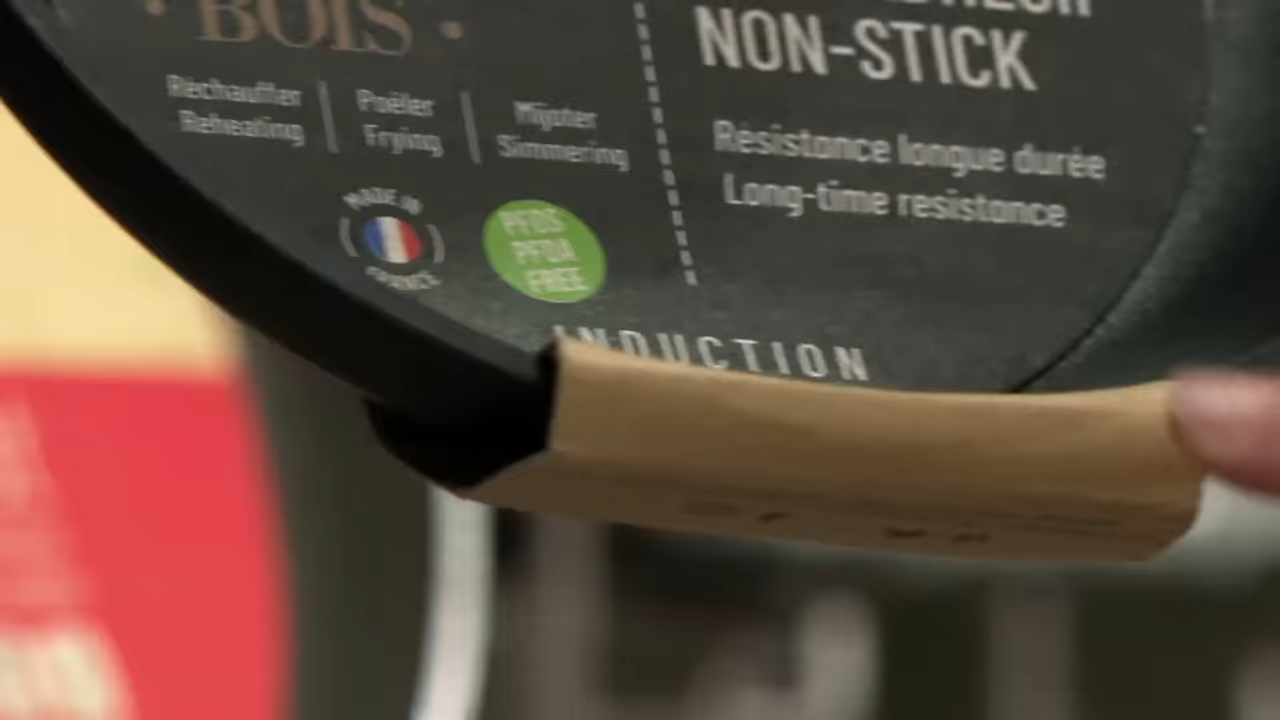 BOIS
NON-STICK
Réchauffer
Reheating
Poêler
Frying
Mijoter
Simmering
Résistance longue durée
Long-time resistance
MADE IN
FRANCE
PFOS
PFOA
FREE
INDUCTION